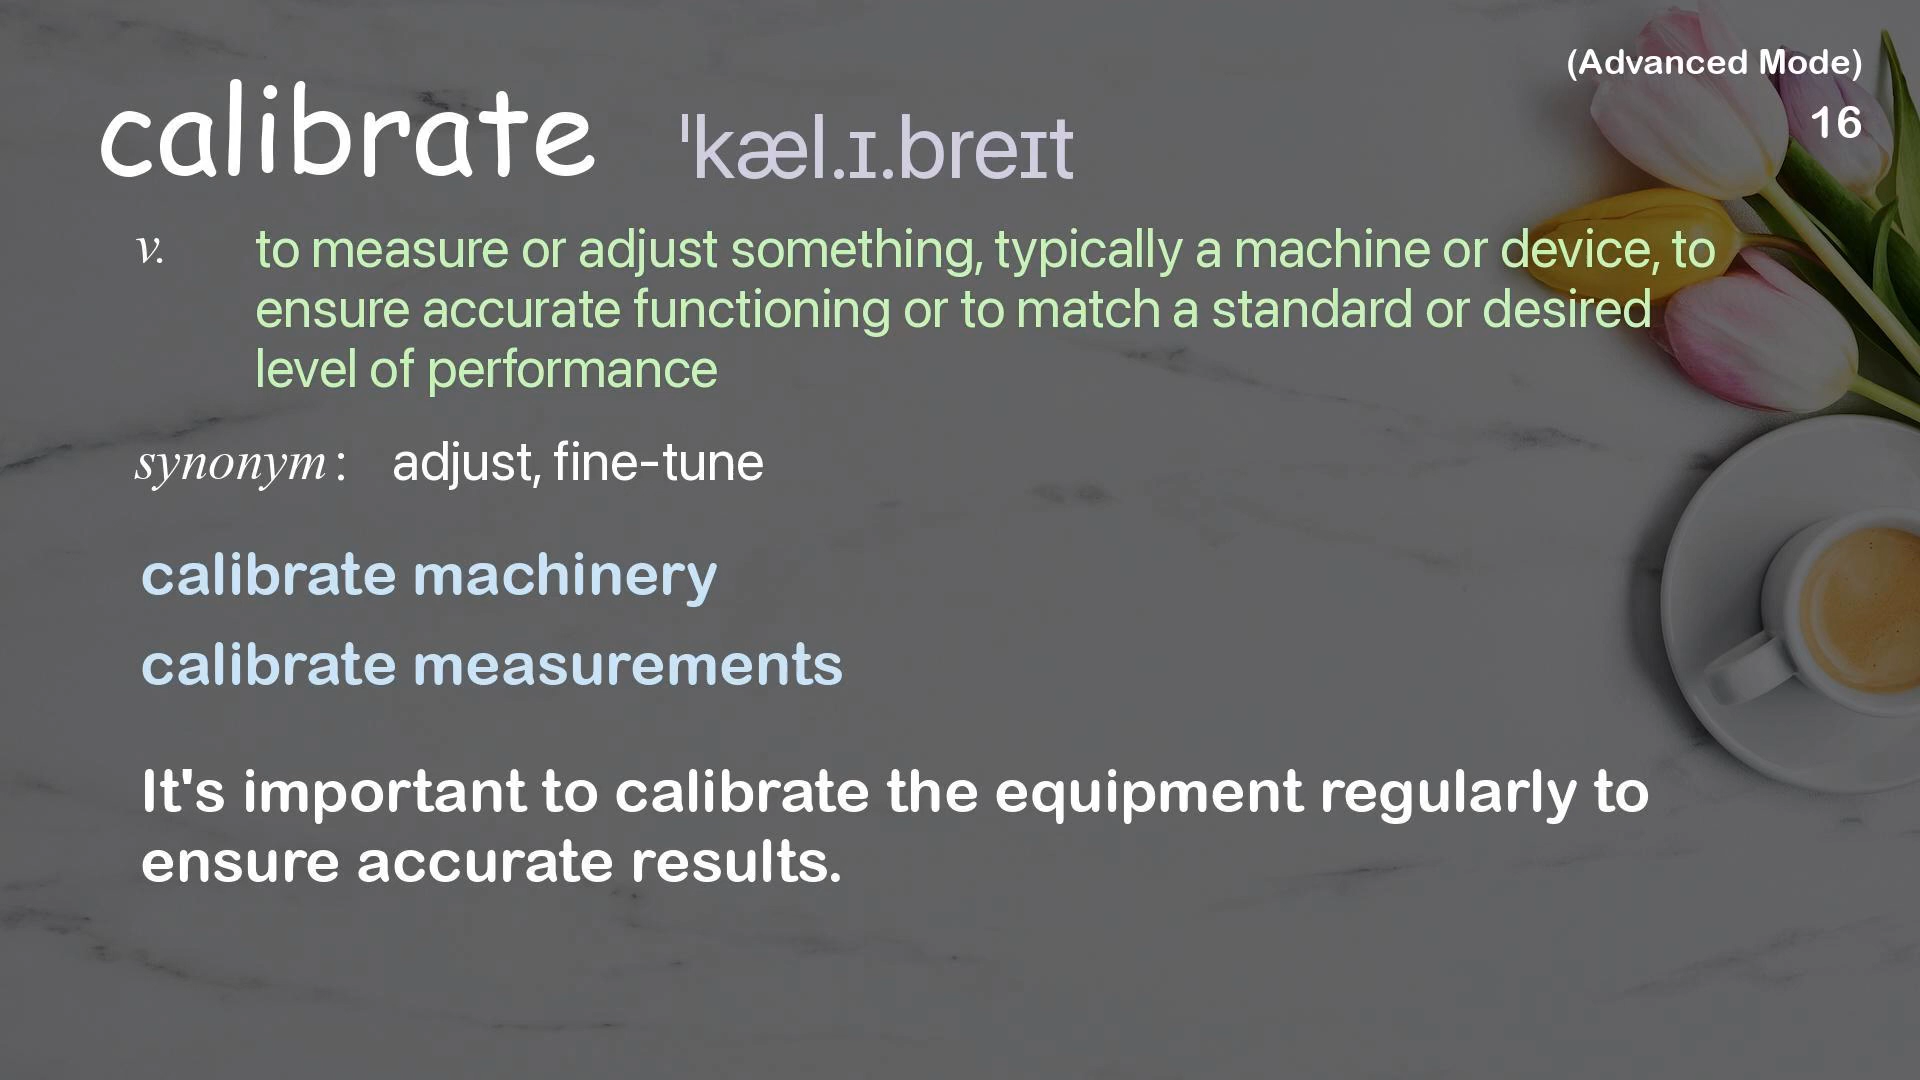 (Advanced Mode)
16
calibrate ˈkæl.ɪ.breɪt
v. to measure or adjust something, typically a machine or device, to
ensure accurate functioning or to match a standard or desired
level of performance
synonym: adjust, fine-tune
calibrate machinery
calibrate measurements
It's important to calibrate the equipment regularly to
ensure accurate results.